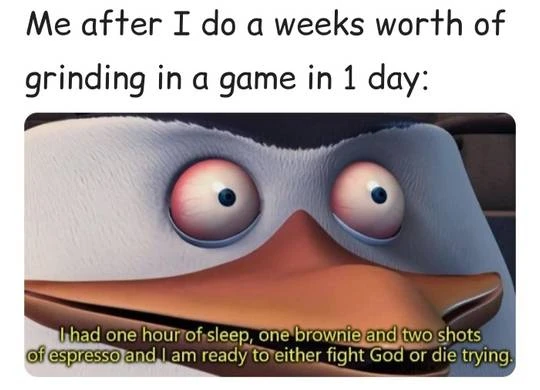 Me after I do a weeks worth of
grinding in a game in 1 day:
I had one hour of sleep, one brownie and two shots
of espresso and I am ready to either fight God or die trying.